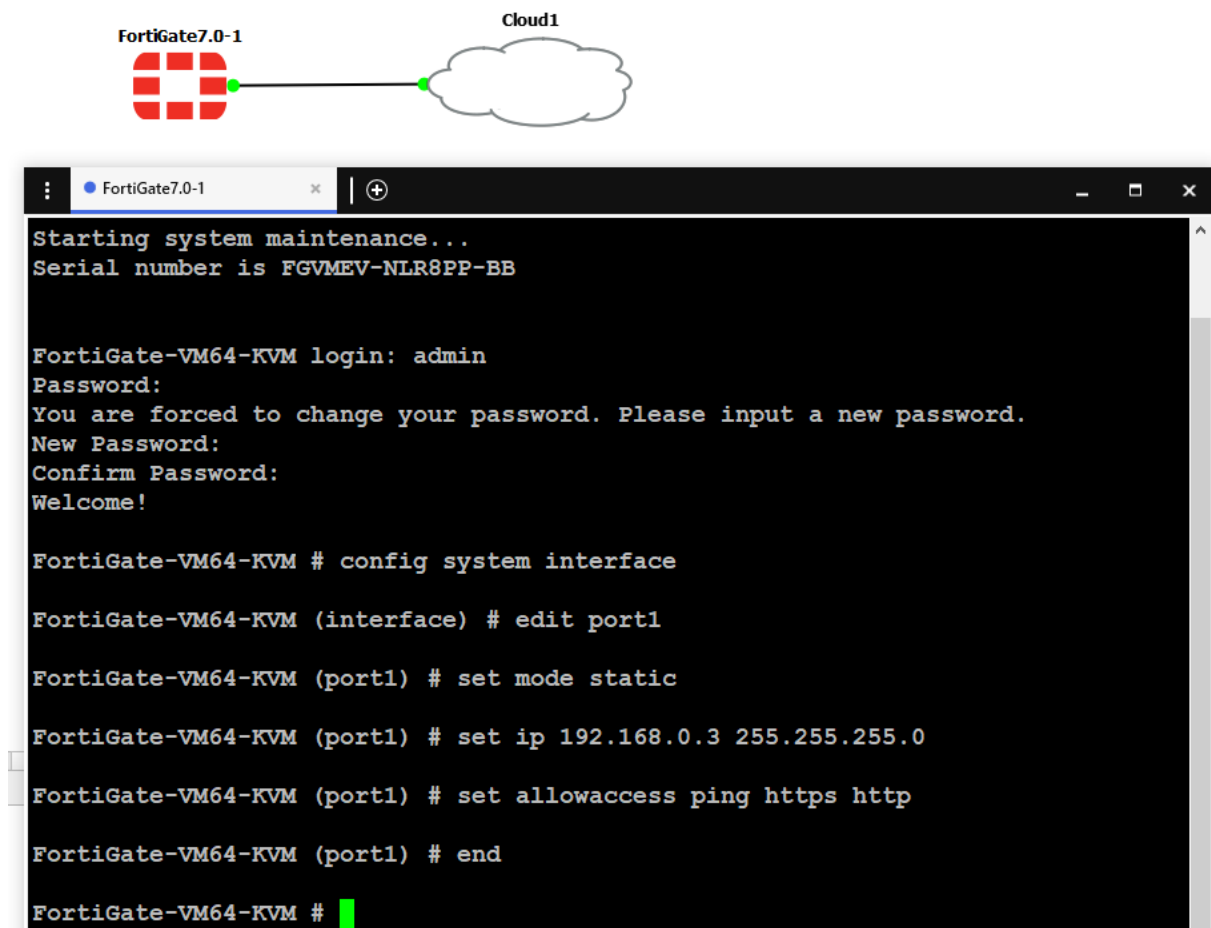 Cloud1
FortiGate7.0-1
FortiGate7.0-1
Starting system maintenance...
Serial number is FGVMEV-NLR8PP-BB
FortiGate-VM64-KVM login: admin
Password:
You are forced to change your password. Please input a new password.
New Password:
Confirm Password:
Welcome!
FortiGate-VM64-KVM # config system interface
FortiGate-VM64-KVM (interface) # edit port1
FortiGate-VM64-KVM (port1) # set mode static
FortiGate-VM64-KVM (port1) # set ip 192.168.0.3 255.255.255.0
FortiGate-VM64-KVM (port1) # set allowaccess ping https http
FortiGate-VM64-KVM (port1) # end
FortiGate-VM64-KVM #